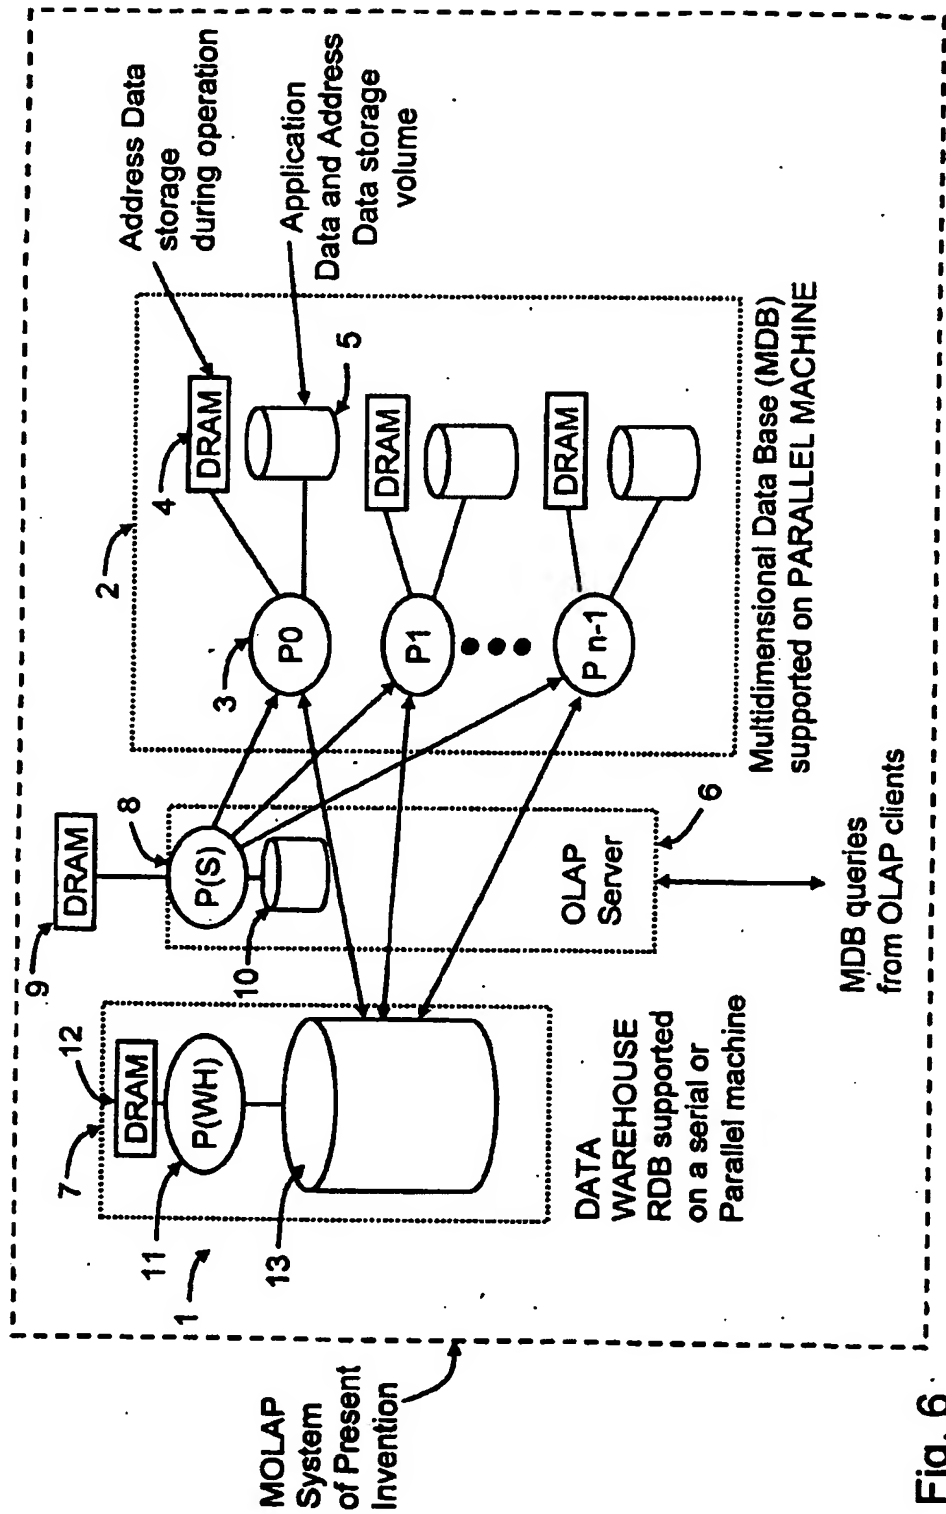 MOLAP
System
of Present
Invention
1
7
12
DRAM
11
P(WH)
13
DATA
WAREHOUSE
RDB supported
on a serial or
Parallel machine
9
DRAM
8
P(S)
10
OLAP
Server
6
MDB queries
from OLAP clients
2
3
P0
4
DRAM
5
P1
DRAM
P n-1
DRAM
Multidimensional Data Base (MDB)
supported on PARALLEL MACHINE
Address Data
storage
during operation
Application
Data and Address
Data storage
volume
Fig. 6